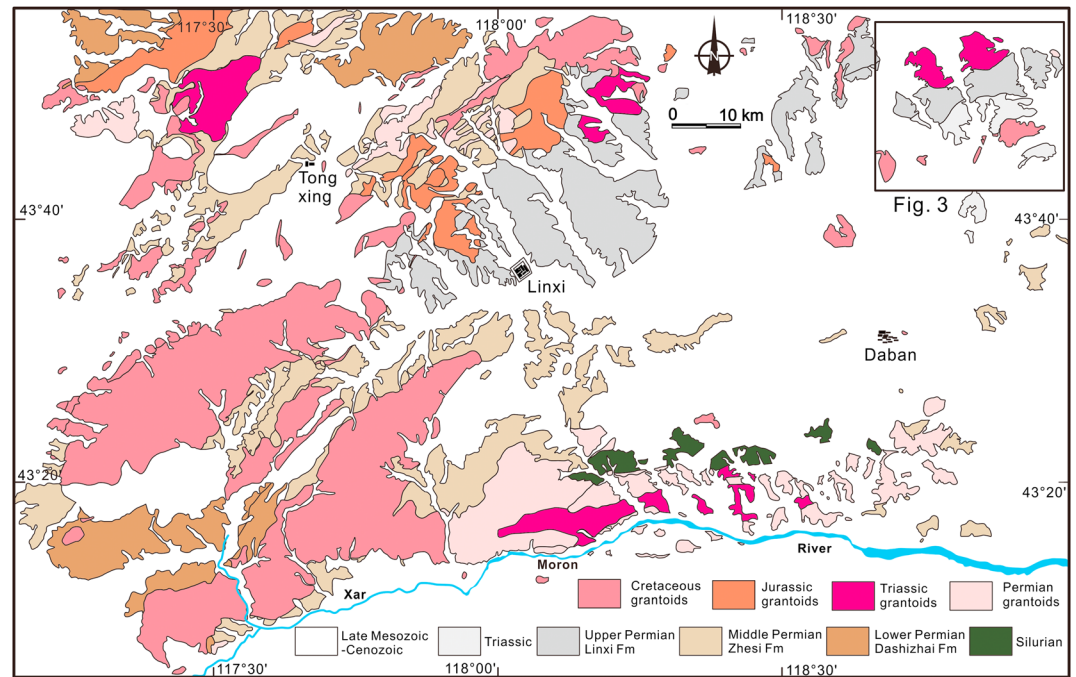 117°30'
118°00'
118°30'
0 10 km
Tong
xing
Fig. 3
43°40'
43°40'
Linxi
Daban
43°20'
43°20'
Moron
River
Xar
Cretaceous
grantoids
Jurassic
grantoids
Triassic
grantoids
Permian
grantoids
Late Mesozoic
-Cenozoic
Triassic
Upper Permian
Linxi Fm
Middle Permian
Zhesi Fm
Lower Permian
Dashizhai Fm
Silurian
117°30'
118°00'
118°30'